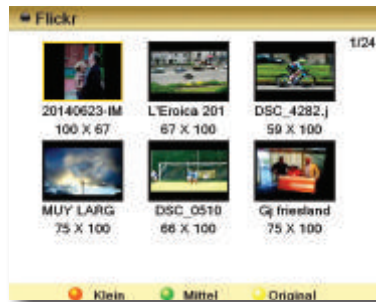 Flickr
1/24
20140623-IM L'Eroica 201 DSC_4282.j
100 X 67 67 X 100 59 X 100
MUY LARG DSC_0510 Gj friesland
75 X 100 66 X 100 75 X 100
Klein Mittel Original